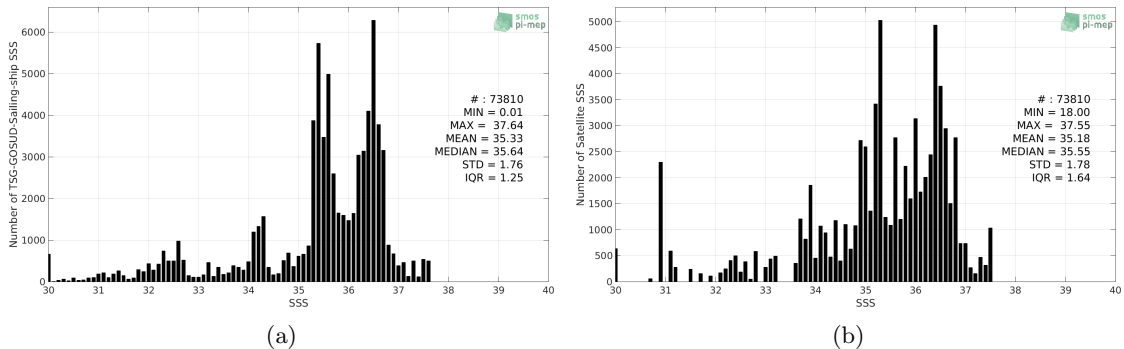 smos
pi-mep
Number of TSG-GOSUD-Sailing-ship SSS
6000
5000
4000
3000
2000
1000
0
# : 73810
MIN = 0.01
MAX = 37.64
MEAN = 35.33
MEDIAN = 35.64
STD = 1.76
IQR = 1.25
30 31 32 33 34 35 36 37 38 39 40
SSS
(a)
smos
pi-mep
Number of Satellite SSS
5000
4500
4000
3500
3000
2500
2000
1500
1000
500
0
# : 73810
MIN = 18.00
MAX = 37.55
MEAN = 35.18
MEDIAN = 35.55
STD = 1.78
IQR = 1.64
30 31 32 33 34 35 36 37 38 39 40
SSS
(b)